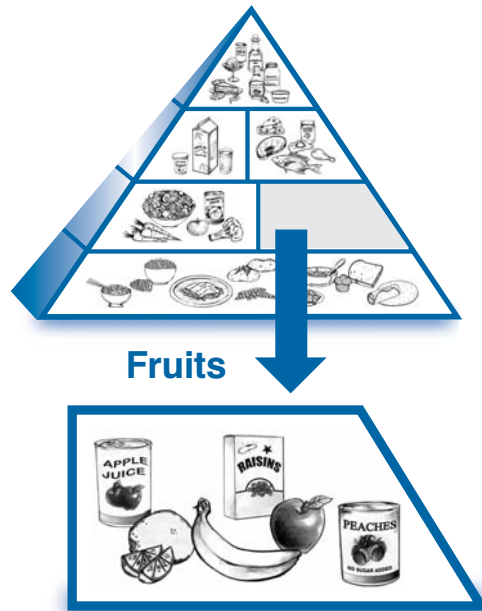 Fruits
APPLE
JUICE
RAISINS
PEACHES
NO SUGAR ADDED